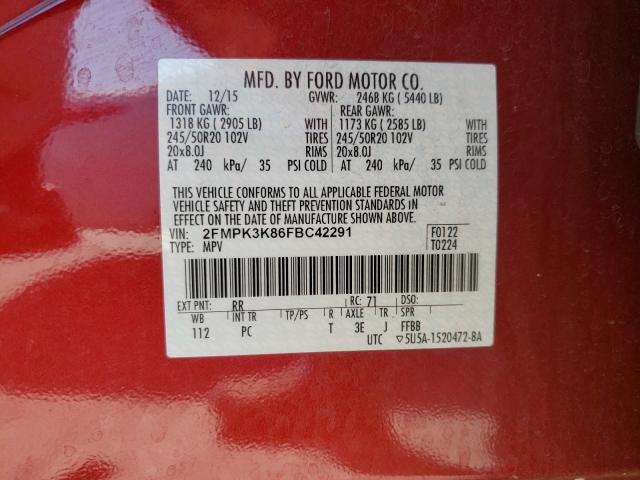 MFD. BY FORD MOTOR CO.
DATE: 12/15 GVWR: 2468 KG ( 5440 LB)
FRONT GAWR: REAR GAWR:
1318 KG ( 2905 LB) WITH 1173 KG ( 2585 LB) WITH
245/50R20 102V TIRES 245/50R20 102V TIRES
20x8.0J RIMS 20x8.0J RIMS
AT 240 kPa/ 35 PSI COLD AT 240 kPa/ 35 PSI COLD
THIS VEHICLE CONFORMS TO ALL APPLICABLE FEDERAL MOTOR
VEHICLE SAFETY AND THEFT PREVENTION STANDARDS IN
EFFECT ON THE DATE OF MANUFACTURE SHOWN ABOVE.
VIN: 2FMPK3K86FBC42291 F0122
TYPE: MPV T0224
EXT PNT: RR RC: 71 DSO:
WB INT TR TP/PS R AXLE TR SPR
112 PC T 3E J FFBB
UTC ▽5U5A-1520472-BA